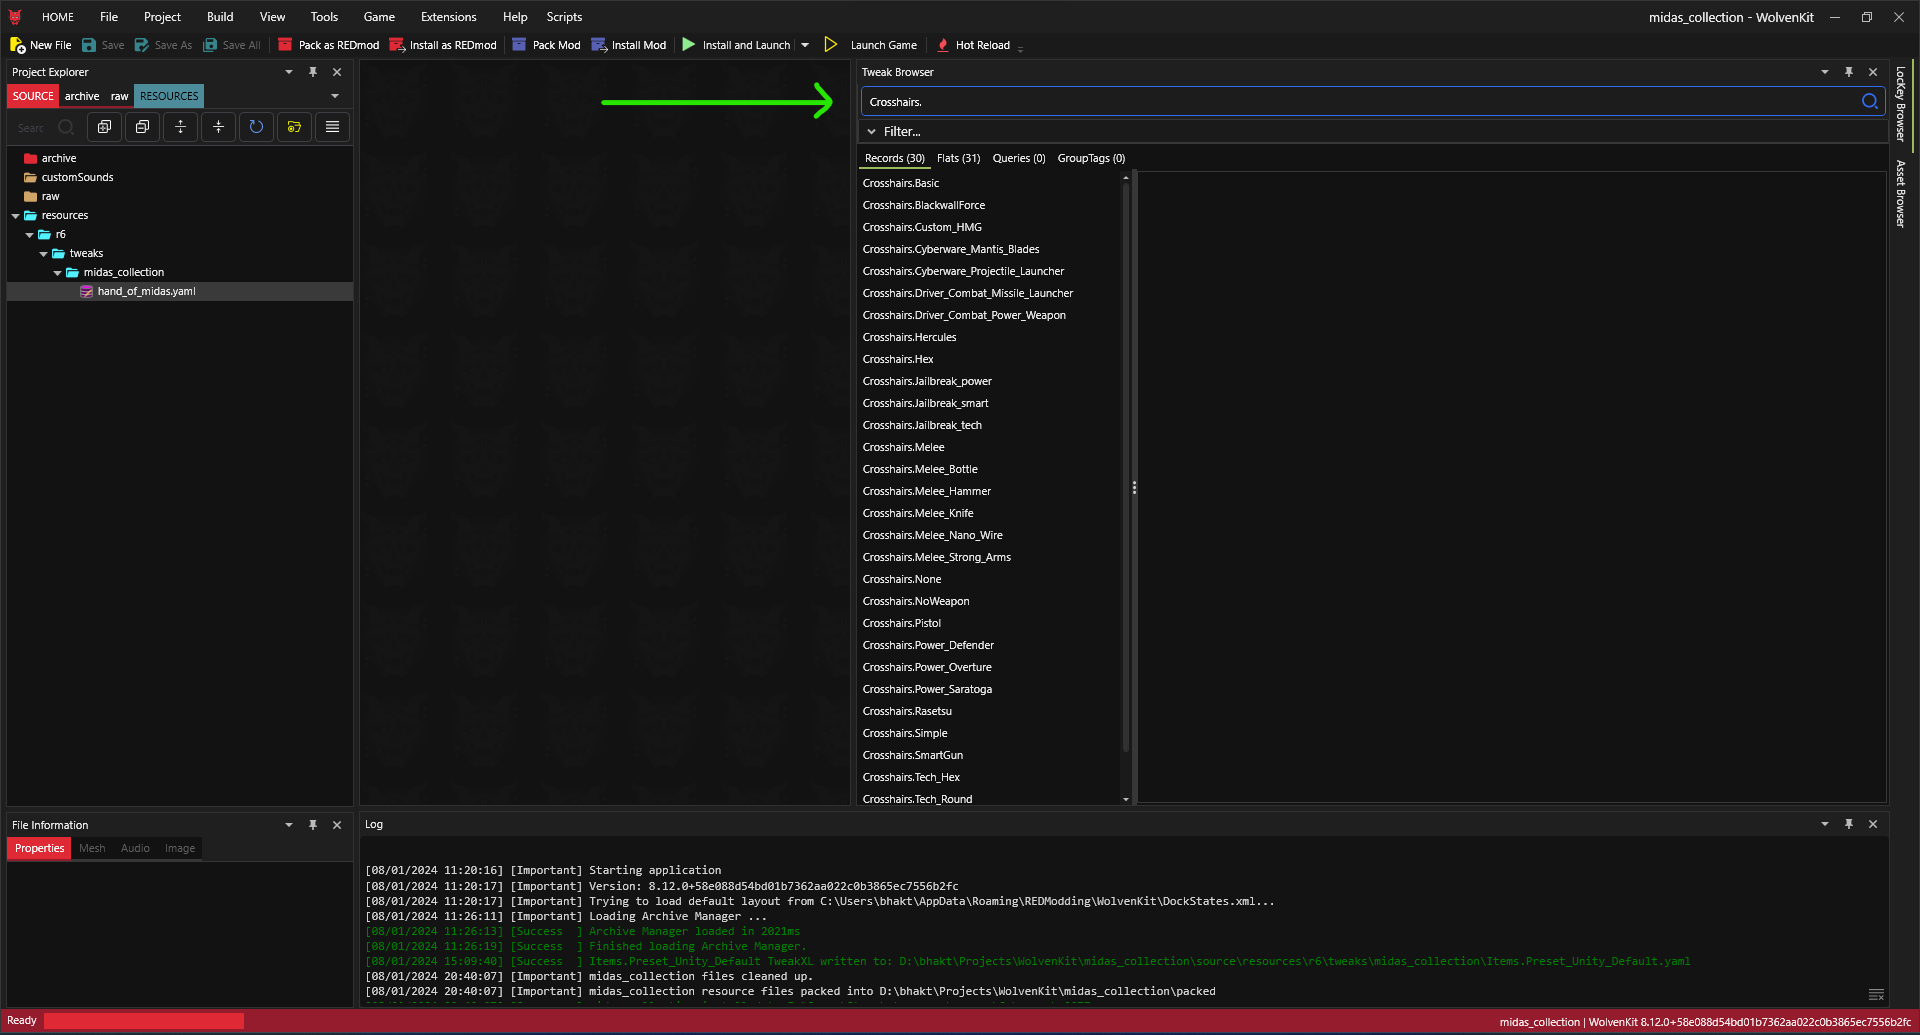 HOME File Project Build View Tools Game Extensions Help Scripts midas_collection - WolvenKit
New File Save Save As Save All Pack as REDmod Install as REDmod Pack Mod Install Mod Install and Launch Launch Game Hot Reload
Project Explorer
SOURCE archive raw RESOURCES
Searc
archive
customSounds
raw
resources
r6
tweaks
midas_collection
hand_of_midas.yaml
Tweak Browser
Crosshairs.
Filter...
Records (30) Flats (31) Queries (0) GroupTags (0)
Crosshairs.Basic
Crosshairs.BlackwallForce
Crosshairs.Custom_HMG
Crosshairs.Cyberware_Mantis_Blades
Crosshairs.Cyberware_Projectile_Launcher
Crosshairs.Driver_Combat_Missile_Launcher
Crosshairs.Driver_Combat_Power_Weapon
Crosshairs.Hercules
Crosshairs.Hex
Crosshairs.Jailbreak_power
Crosshairs.Jailbreak_smart
Crosshairs.Jailbreak_tech
Crosshairs.Melee
Crosshairs.Melee_Bottle
Crosshairs.Melee_Hammer
Crosshairs.Melee_Knife
Crosshairs.Melee_Nano_Wire
Crosshairs.Melee_Strong_Arms
Crosshairs.None
Crosshairs.NoWeapon
Crosshairs.Pistol
Crosshairs.Power_Defender
Crosshairs.Power_Overture
Crosshairs.Power_Saratoga
Crosshairs.Rasetsu
Crosshairs.Simple
Crosshairs.SmartGun
Crosshairs.Tech_Hex
Crosshairs.Tech_Round
LocKey Browser
Asset Browser
File Information
Properties Mesh Audio Image
Log
[08/01/2024 11:20:16] [Important] Starting application
[08/01/2024 11:20:17] [Important] Version: 8.12.0+58e088d54bd01b7362aa022c0b3865ec7556b2fc
[08/01/2024 11:20:17] [Important] Trying to load default layout from C:\Users\bhakt\AppData\Roaming\REDModding\WolvenKit\DockStates.xml...
[08/01/2024 11:26:11] [Important] Loading Archive Manager ...
[08/01/2024 11:26:13] [Success ] Archive Manager loaded in 2021ms
[08/01/2024 11:26:19] [Success ] Finished loading Archive Manager.
[08/01/2024 15:09:40] [Success ] Items.Preset_Unity_Default TweakXL written to: D:\bhakt\Projects\WolvenKit\midas_collection\source\resources\r6\tweaks\midas_collection\Items.Preset_Unity_Default.yaml
[08/01/2024 20:40:07] [Important] midas_collection files cleaned up.
[08/01/2024 20:40:07] [Important] midas_collection resource files packed into D:\bhakt\Projects\WolvenKit\midas_collection\packed
Ready
midas_collection | WolvenKit 8.12.0+58e088d54bd01b7362aa022c0b3865ec7556b2fc